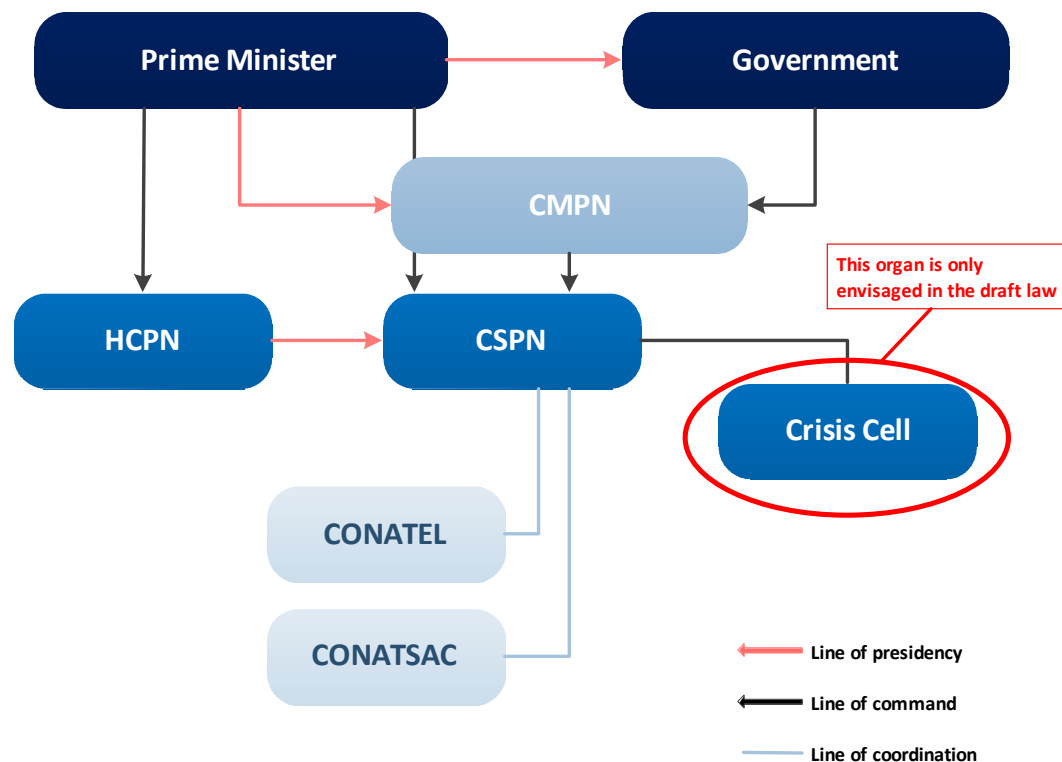 Prime Minister
Government
CMPN
This organ is only
envisaged in the draft law
HCPN
CSPN
Crisis Cell
CONATEL
CONATSAC
Line of presidency
Line of command
Line of coordination